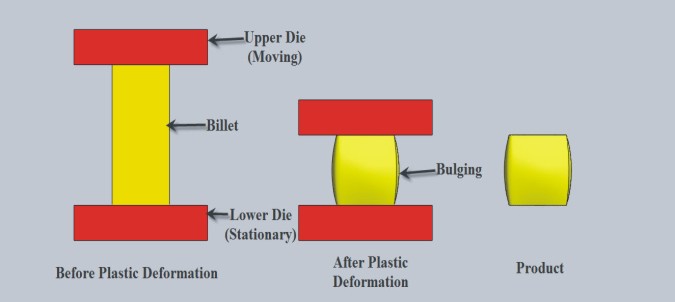 Upper Die
(Moving)
Billet
Lower Die
(Stationary)
Before Plastic Deformation
Bulging
After Plastic
Deformation
Product